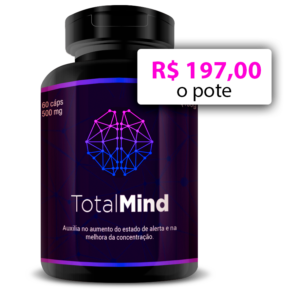 R$ 197,00
o pote
60 cáps
500 mg
TotalMind
Auxilia no aumento do estado de alerta e na
melhora da concentração.